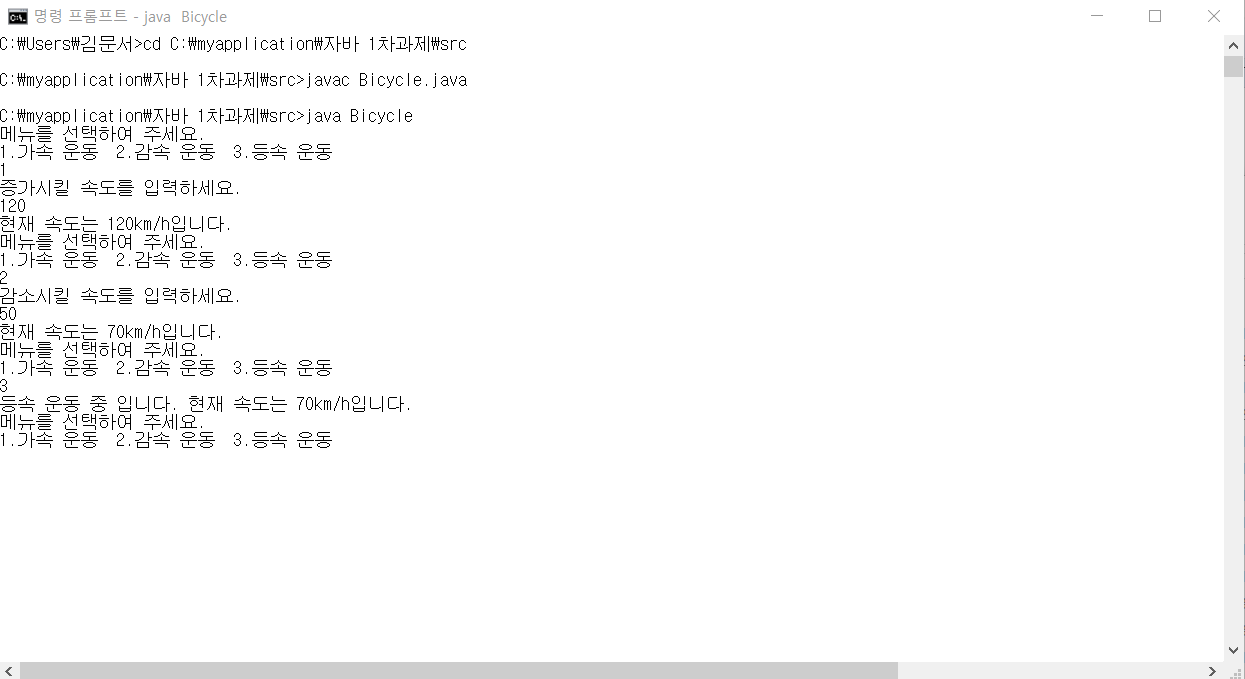 명령 프롬프트 - java  Bicycle
C:\Users\김문서>cd C:\myapplication\자바 1차과제\src
C:\myapplication\자바 1차과제\src>javac Bicycle.java
C:\myapplication\자바 1차과제\src>java Bicycle
메뉴를 선택하여 주세요.
1.가속 운동  2.감속 운동  3.등속 운동
1
증가시킬 속도를 입력하세요.
120
현재 속도는 120km/h입니다.
메뉴를 선택하여 주세요.
1.가속 운동  2.감속 운동  3.등속 운동
2
감소시킬 속도를 입력하세요.
50
현재 속도는 70km/h입니다.
메뉴를 선택하여 주세요.
1.가속 운동  2.감속 운동  3.등속 운동
3
등속 운동 중 입니다. 현재 속도는 70km/h입니다.
메뉴를 선택하여 주세요.
1.가속 운동  2.감속 운동  3.등속 운동